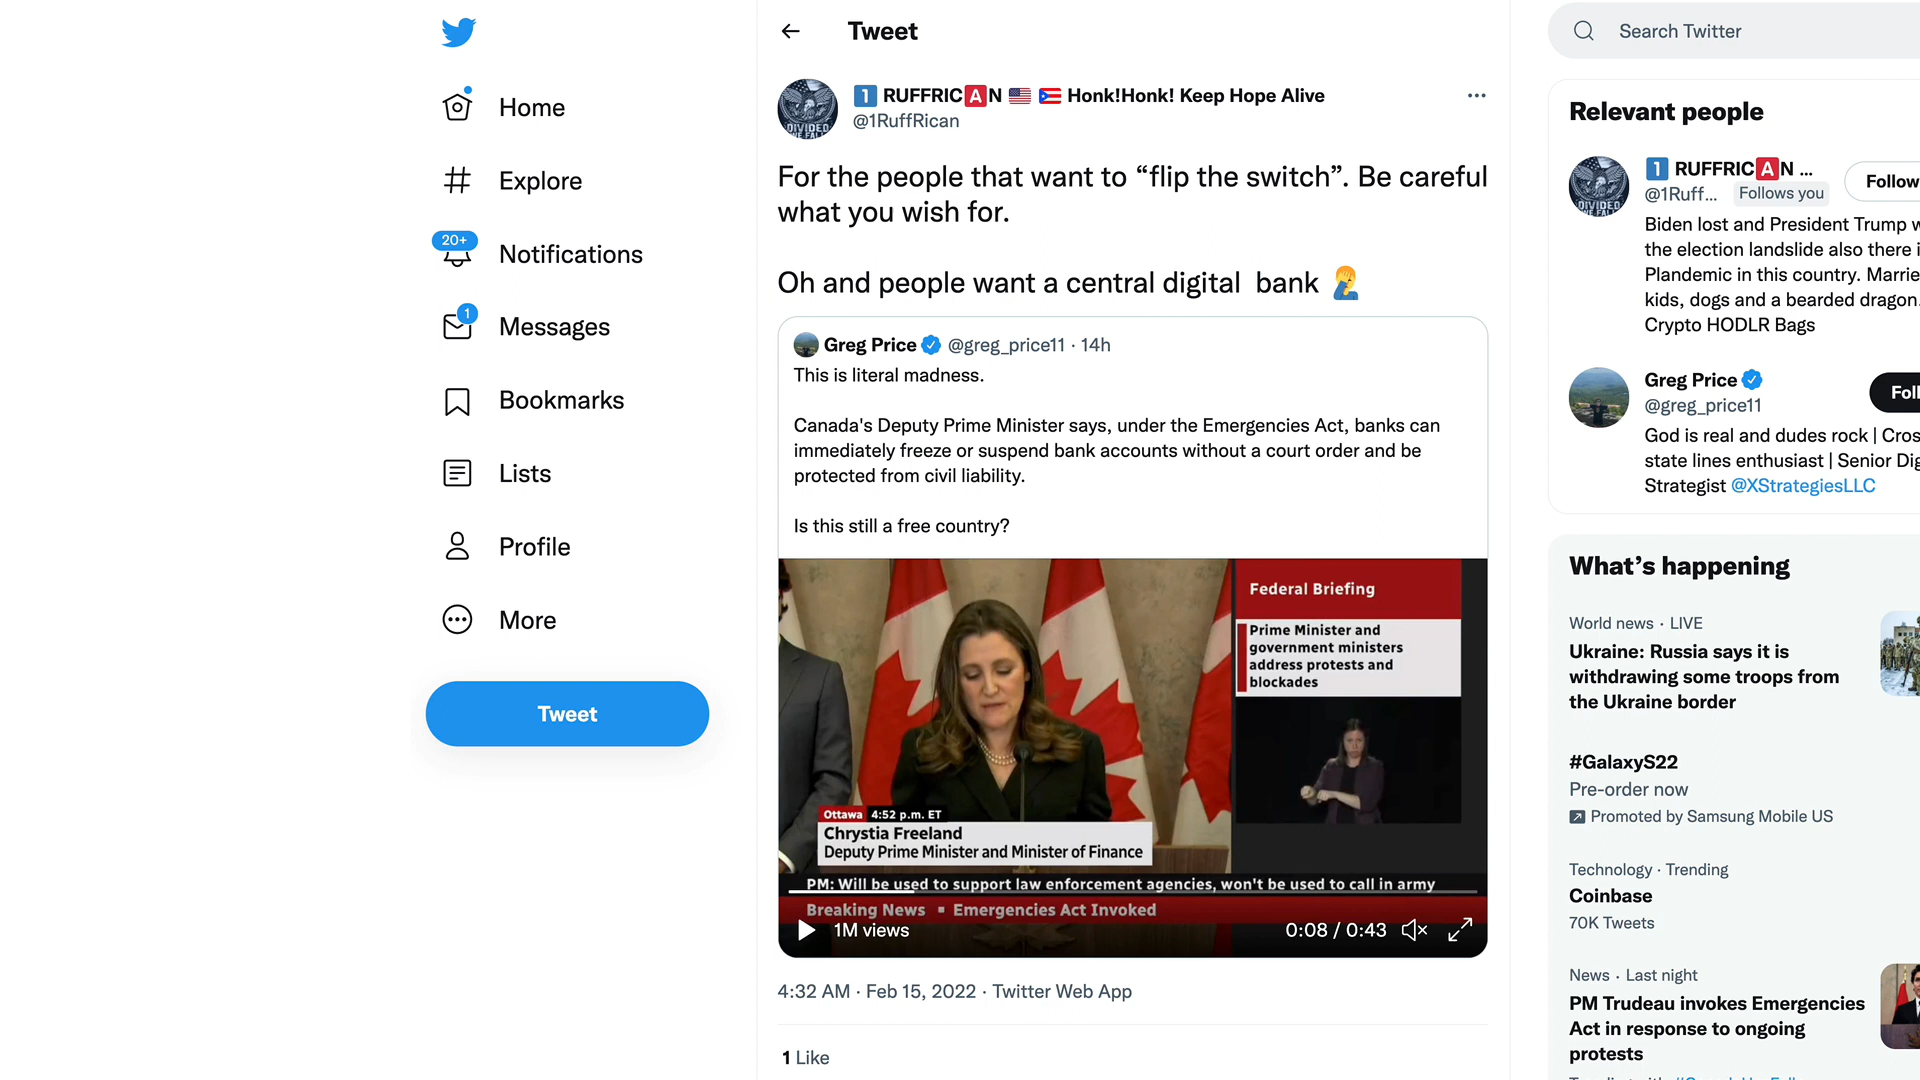 Home
Explore
20+
Notifications
1
Messages
Bookmarks
Lists
Profile
More
Tweet
Tweet
1 RUFFRICAN 🇺🇸 🇵🇷 Honk!Honk! Keep Hope Alive
@1RuffRican
DIVIDED
WE FALL
For the people that want to “flip the switch”. Be careful
what you wish for.
Oh and people want a central digital bank 🤦‍♂️
Greg Price @greg_price11 · 14h
This is literal madness.
Canada's Deputy Prime Minister says, under the Emergencies Act, banks can
immediately freeze or suspend bank accounts without a court order and be
protected from civil liability.
Is this still a free country?
Federal Briefing
Prime Minister and
government ministers
address protests and
blockades
Ottawa 4:52 p.m. ET
Chrystia Freeland
Deputy Prime Minister and Minister of Finance
PM: Will be used to support law enforcement agencies, won't be used to call in army
Breaking News ▪ Emergencies Act Invoked
1M views
0:08 / 0:43
4:32 AM · Feb 15, 2022 · Twitter Web App
1 Like
Search Twitter
Relevant people
1 RUFFRICAN ...
@1Ruff... Follows you
Follow
DIVIDED
WE FALL
Biden lost and President Trump w
the election landslide also there i
Plandemic in this country. Marrie
kids, dogs and a bearded dragon.
Crypto HODLR Bags
Greg Price
@greg_price11
Foll
God is real and dudes rock | Cros
state lines enthusiast | Senior Dig
Strategist @XStrategiesLLC
What’s happening
World news · LIVE
Ukraine: Russia says it is
withdrawing some troops from
the Ukraine border
#GalaxyS22
Pre-order now
Promoted by Samsung Mobile US
Technology · Trending
Coinbase
70K Tweets
News · Last night
PM Trudeau invokes Emergencies
Act in response to ongoing
protests